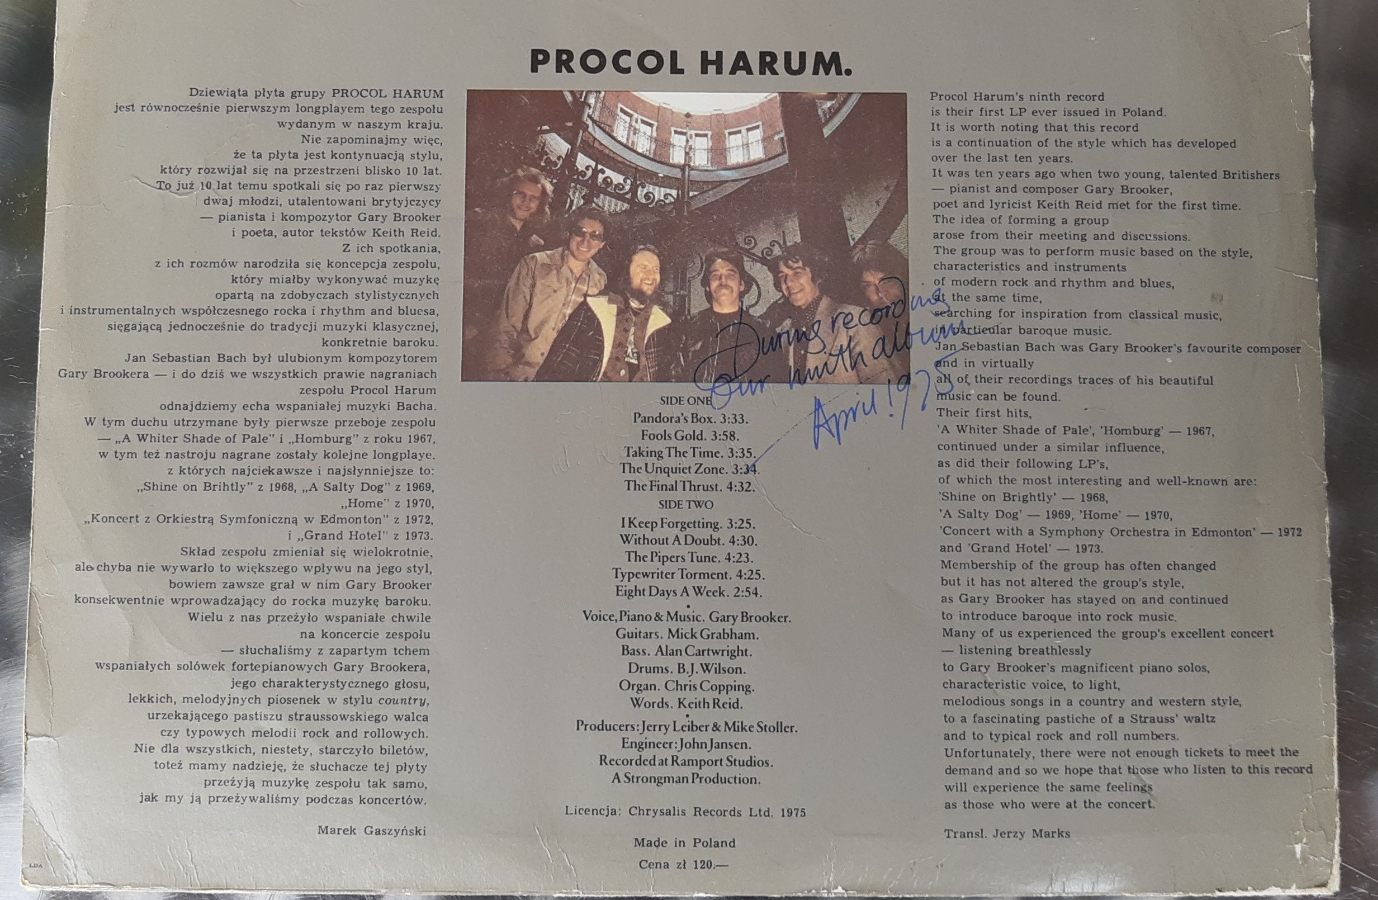 PROCOL HARUM.
Dziewiąta płyta grupy PROCOL HARUM
jest równocześnie pierwszym longplayem tego zespołu
wydanym w naszym kraju.
Nie zapominajmy więc,
że ta płyta jest kontynuacją stylu,
który rozwijał się na przestrzeni blisko 10 lat.
To już 10 lat temu spotkali się po raz pierwszy
dwaj młodzi, utalentowani brytyjczycy
— pianista i kompozytor Gary Brooker
i poeta, autor tekstów Keith Reid.
Z ich spotkania,
z ich rozmów narodziła się koncepcja zespołu,
który miałby wykonywać muzykę
opartą na zdobyczach stylistycznych
i instrumentalnych współczesnego rocka i rhythm and bluesa,
sięgającą jednocześnie do tradycji muzyki klasycznej,
konkretnie baroku.
Jan Sebastian Bach był ulubionym kompozytorem
Gary Brookera — i do dziś we wszystkich prawie nagraniach
zespołu Procol Harum
odnajdziemy echa wspaniałej muzyki Bacha.
W tym duchu utrzymane były pierwsze przeboje zespołu
— „A Whiter Shade of Pale” i „Homburg” z roku 1967,
w tym też nastroju nagrane zostały kolejne longplaye.
z których najciekawsze i najsłynniejsze to:
„Shine on Brihtly” z 1968, „A Salty Dog” z 1969,
„Home” z 1970,
„Koncert z Orkiestrą Symfoniczną w Edmonton” z 1972,
i „Grand Hotel” z 1973.
Skład zespołu zmieniał się wielokrotnie,
ale chyba nie wywarło to większego wpływu na jego styl,
bowiem zawsze grał w nim Gary Brooker
konsekwentnie wprowadzający do rocka muzykę baroku.
Wielu z nas przeżyło wspaniałe chwile
na koncercie zespołu
— słuchaliśmy z zapartym tchem
wspaniałych solówek fortepianowych Gary Brookera,
jego charakterystycznego głosu,
lekkich, melodyjnych piosenek w stylu country,
urzekającego pastiszu straussowskiego walca
czy typowych melodii rock and rollowych.
Nie dla wszystkich, niestety, starczyło biletów,
toteż mamy nadzieję, że słuchacze tej płyty
przeżyją muzykę zespołu tak samo,
jak my ją przeżywaliśmy podczas koncertów.
Marek Gaszyński
LDA
During recording
Our ninth album
April 1975
SIDE ONE
Pandora's Box. 3:33.
Fools Gold. 3:58.
Taking The Time. 3:35.
The Unquiet Zone. 3:34.
The Final Thrust. 4:32.
SIDE TWO
I Keep Forgetting. 3:25.
Without A Doubt. 4:30.
The Pipers Tune. 4:23.
Typewriter Torment. 4:25.
Eight Days A Week. 2:54.
Voice, Piano & Music. Gary Brooker.
Guitars. Mick Grabham.
Bass. Alan Cartwright.
Drums. B.J. Wilson.
Organ. Chris Copping.
Words. Keith Reid.
Producers: Jerry Leiber & Mike Stoller.
Engineer: John Jansen.
Recorded at Ramport Studios.
A Strongman Production.
Licencja: Chrysalis Records Ltd. 1975
Made in Poland
Cena zł 120.—
Procol Harum's ninth record
is their first LP ever issued in Poland.
It is worth noting that this record
is a continuation of the style which has developed
over the last ten years.
It was ten years ago when two young, talented Britishers
— pianist and composer Gary Brooker,
poet and lyricist Keith Reid met for the first time.
The idea of forming a group
arose from their meeting and discussions.
The group was to perform music based on the style,
characteristics and instruments
of modern rock and rhythm and blues,
at the same time,
searching for inspiration from classical music,
in particular baroque music.
Jan Sebastian Bach was Gary Brooker's favourite composer
and in virtually
all of their recordings traces of his beautiful
music can be found.
Their first hits,
'A Whiter Shade of Pale', 'Homburg' — 1967,
continued under a similar influence,
as did their following LP's,
of which the most interesting and well-known are:
'Shine on Brightly' — 1968,
'A Salty Dog' — 1969, 'Home' — 1970,
'Concert with a Symphony Orchestra in Edmonton' — 1972
and 'Grand Hotel' — 1973.
Membership of the group has often changed
but it has not altered the group's style,
as Gary Brooker has stayed on and continued
to introduce baroque into rock music.
Many of us experienced the group's excellent concert
— listening breathlessly
to Gary Brooker's magnificent piano solos,
characteristic voice, to light,
melodious songs in a country and western style,
to a fascinating pastiche of a Strauss' waltz
and to typical rock and roll numbers.
Unfortunately, there were not enough tickets to meet the
demand and so we hope that those who listen to this record
will experience the same feelings
as those who were at the concert.
Transl. Jerzy Marks